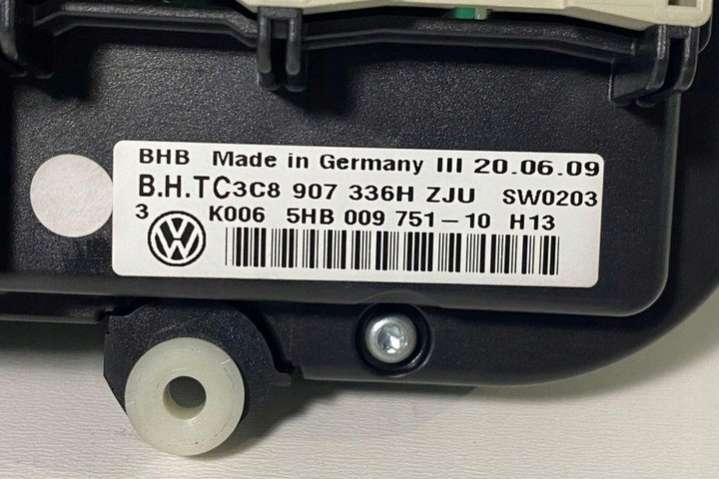 BHB Made in Germany III 20.06.09
B.H.TC3C8 907 336H ZJU SW0203
3 K006 5HB 009 751-10 H13